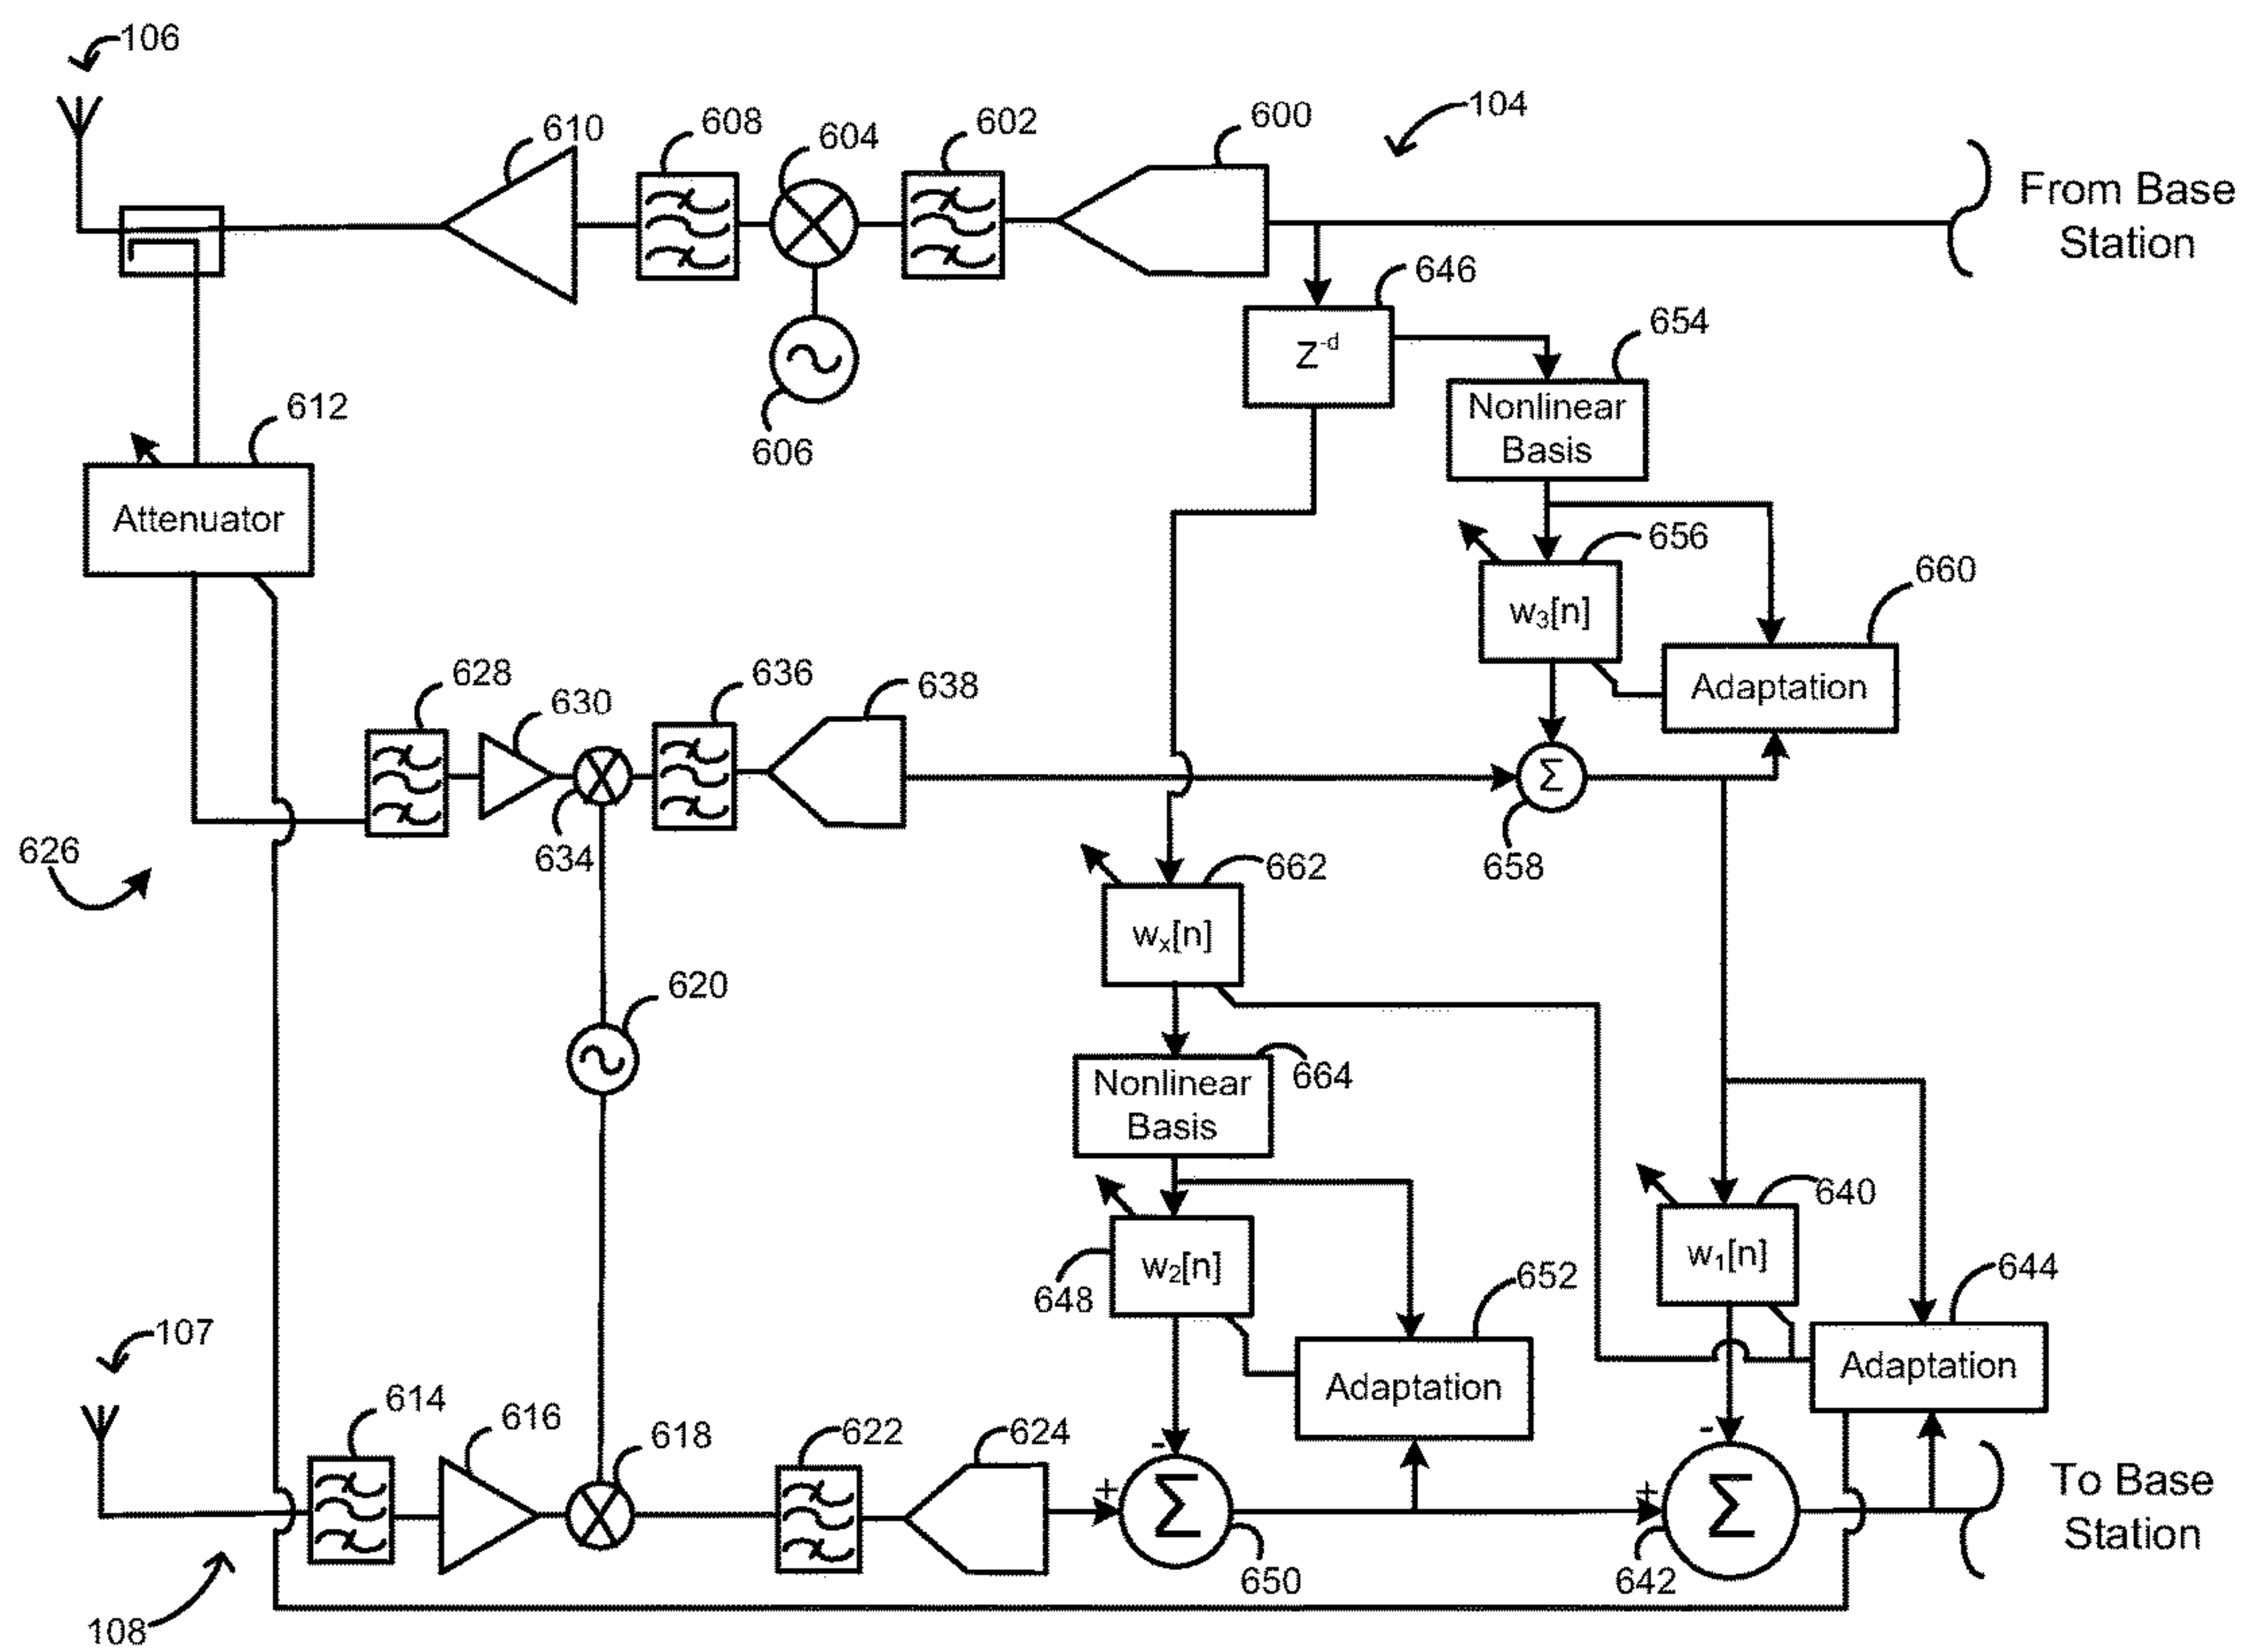 106
610
608
604
602
600
104
From Base
Station
646
Z-d
654
Nonlinear
Basis
606
612
Attenuator
656
w3[n]
660
Adaptation
628
630
636
638
634
Σ
658
626
662
wx[n]
620
664
Nonlinear
Basis
640
w1[n]
648
w2[n]
652
Adaptation
644
Adaptation
107
614
616
618
622
624
-
+
Σ
650
-
+
Σ
642
To Base
Station
108